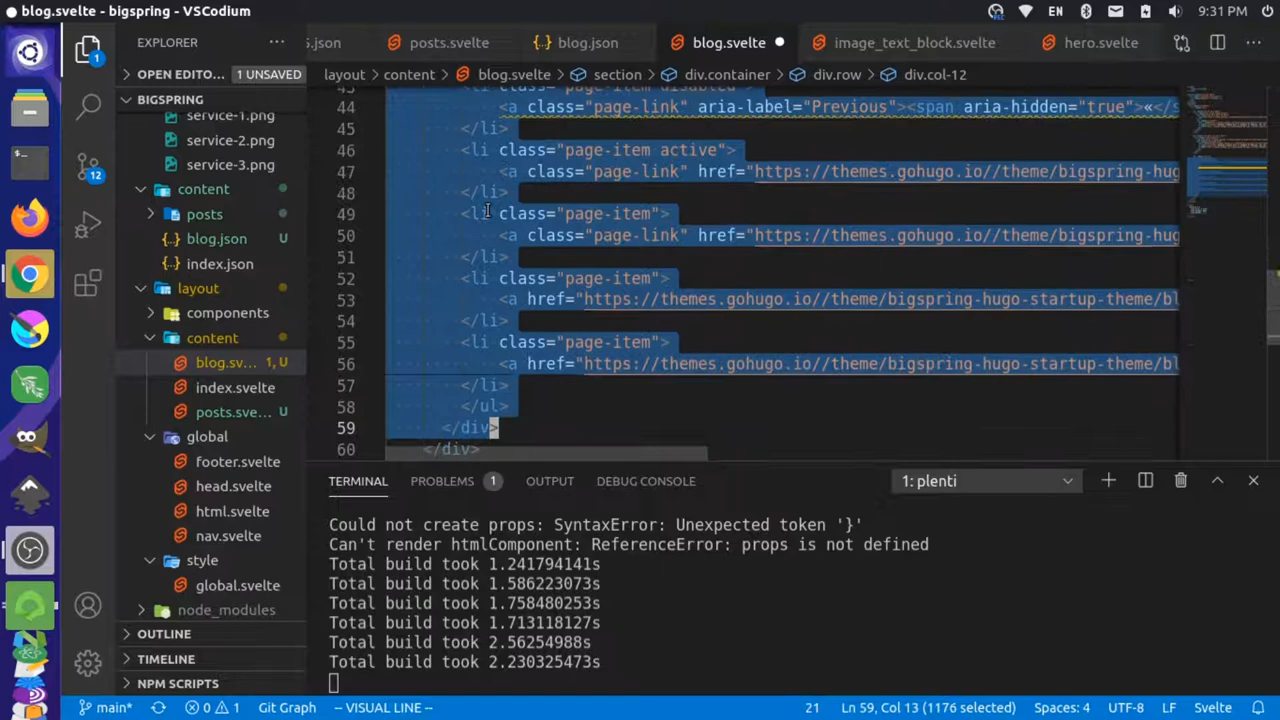 blog.svelte - bigspring - VSCodium
EN
9:31 PM
EXPLORER
s.json
posts.svelte
blog.json
blog.svelte
image_text_block.svelte
hero.svelte
OPEN EDITO... 1 UNSAVED
layout > content > blog.svelte > section > div.container > div.row > div.col-12
BIGSPRING
service-1.png
service-2.png
service-3.png
content
posts
blog.json U
index.json
layout
components
content
blog.sv... 1, U
index.svelte
posts.sve... U
global
footer.svelte
head.svelte
html.svelte
nav.svelte
style
global.svelte
node_modules
OUTLINE
TIMELINE
NPM SCRIPTS
1
12
43 <li class="page-item disabled">
44 <a class="page-link" aria-label="Previous"><span aria-hidden="true">«</s
45 </li>
46 <li class="page-item active">
47 <a class="page-link" href="https://themes.gohugo.io//theme/bigspring-hug
48 </li>
49 <li class="page-item">
50 <a class="page-link" href="https://themes.gohugo.io//theme/bigspring-hug
51 </li>
52 <li class="page-item">
53 <a href="https://themes.gohugo.io//theme/bigspring-hugo-startup-theme/bl
54 </li>
55 <li class="page-item">
56 <a href="https://themes.gohugo.io//theme/bigspring-hugo-startup-theme/bl
57 </li>
58 </ul>
59 </div>
60 </div>
TERMINAL PROBLEMS 1 OUTPUT DEBUG CONSOLE 1: plenti
Could not create props: SyntaxError: Unexpected token '}'
Can't render htmlComponent: ReferenceError: props is not defined
Total build took 1.241794141s
Total build took 1.586223073s
Total build took 1.758480253s
Total build took 1.713118127s
Total build took 2.56254988s
Total build took 2.230325473s
main* 0 1 Git Graph -- VISUAL LINE -- 21 Ln 59, Col 13 (1176 selected) Spaces: 4 UTF-8 LF Svelte